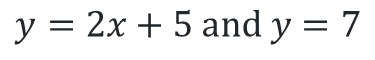 y = 2x + 5 and y = 7